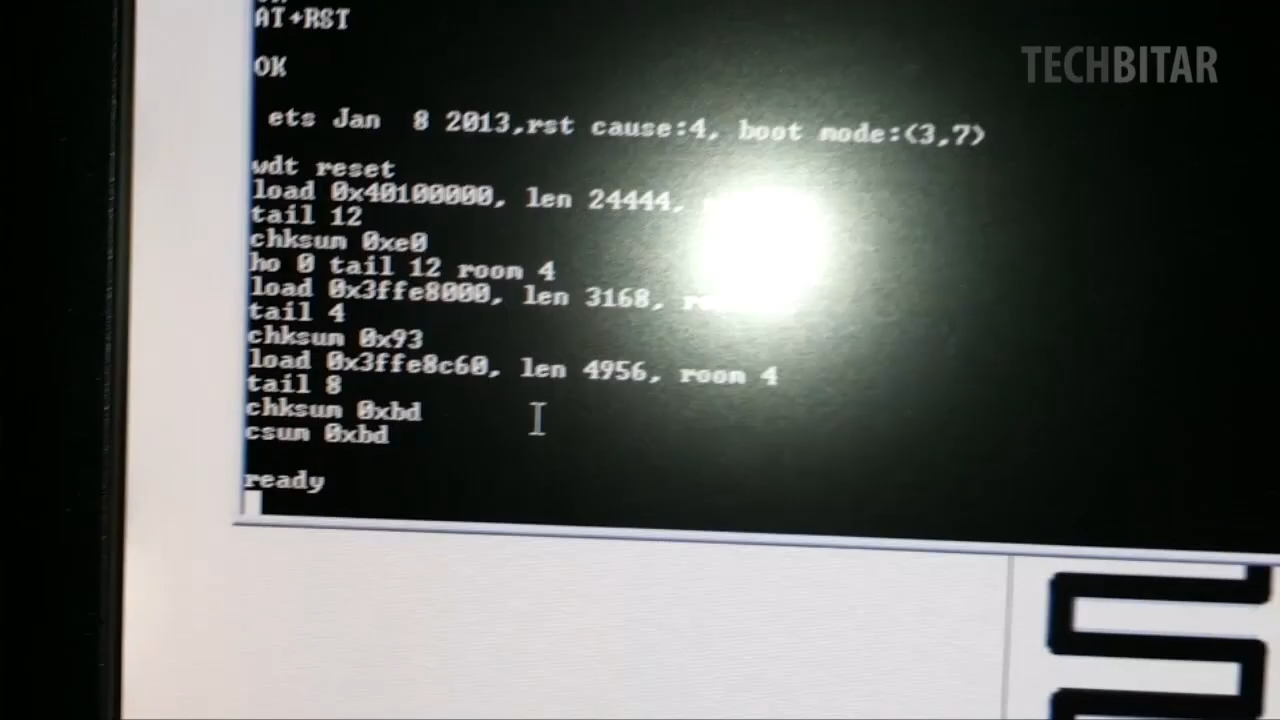 AT+RST
OK
TECHBITAR
ets Jan 8 2013,rst cause:4, boot mode:(3,7)
wdt reset
load 0x40100000, len 24444,
tail 12
chksum 0xe0
ho 0 tail 12 room 4
load 0x3ffe8000, len 3168,
tail 4
chksum 0x93
load 0x3ffe8c60, len 4956, room 4
tail 8
chksum 0xbd
csum 0xbd
ready